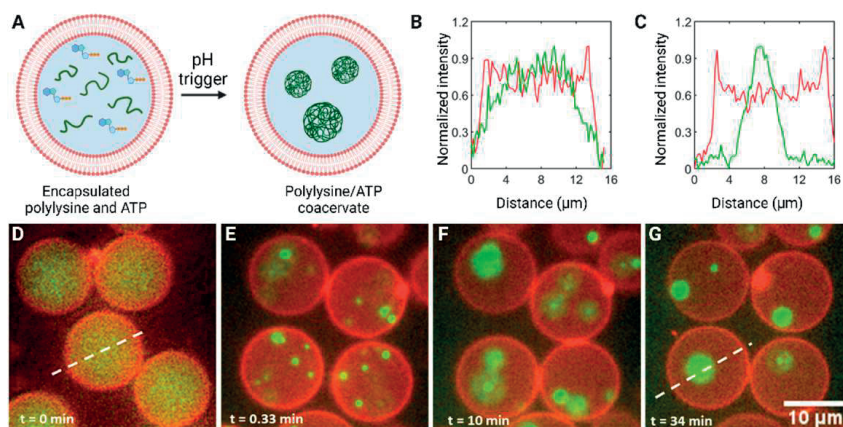 A
pH
trigger
Encapsulated
polylysine and ATP
Polylysine/ATP
coacervate
B
Normalized intensity
1.2
0.9
0.6
0.3
0
0 4 8 12 16
Distance (µm)
C
Normalized intensity
1.2
0.9
0.6
0.3
0
0 4 8 12 16
Distance (µm)
D
t = 0 min
E
t = 0.33 min
F
t = 10 min
G
t = 34 min
10 µm